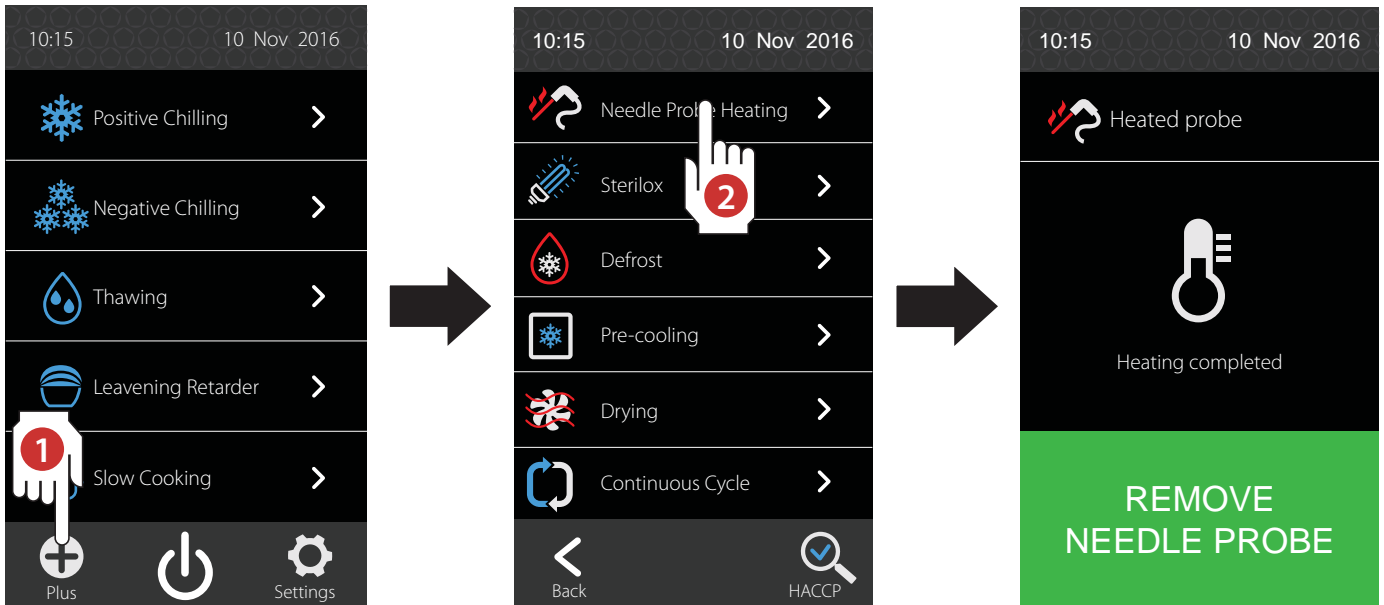 10:15 10 Nov 2016
Positive Chilling
Negative Chilling
Thawing
Leavening Retarder
1
Slow Cooking
Plus
Settings
10:15 10 Nov 2016
Needle Probe Heating
Sterilox
2
Defrost
Pre-cooling
Drying
Continuous Cycle
Back
HACCP
10:15 10 Nov 2016
Heated probe
Heating completed
REMOVE
NEEDLE PROBE